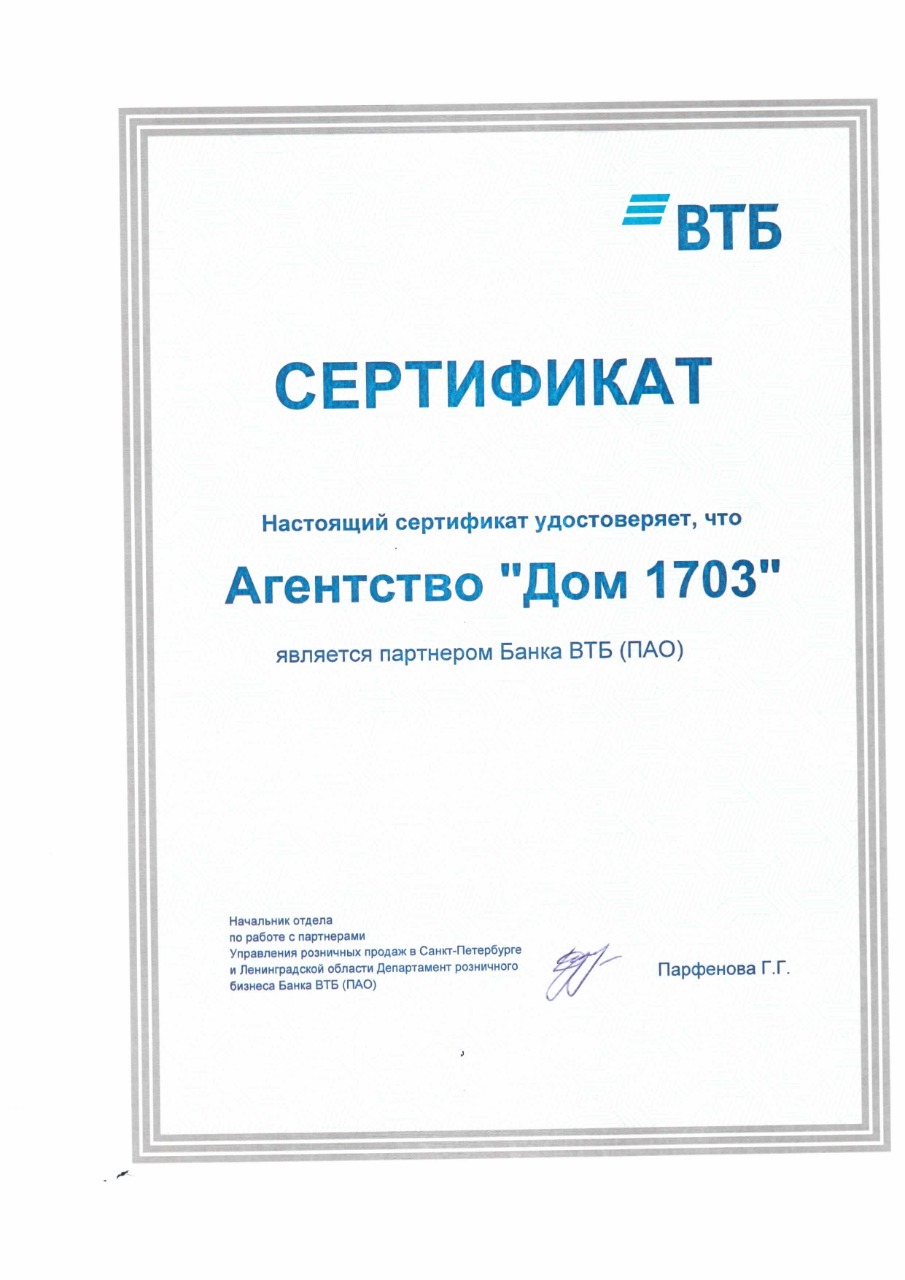 ВТБ
СЕРТИФИКАТ
Настоящий сертификат удостоверяет, что
Агентство "Дом 1703"
является партнером Банка ВТБ (ПАО)
Начальник отдела
по работе с партнерами
Управления розничных продаж в Санкт-Петербурге
и Ленинградской области Департамент розничного
бизнеса Банка ВТБ (ПАО)
Парфенова Г.Г.